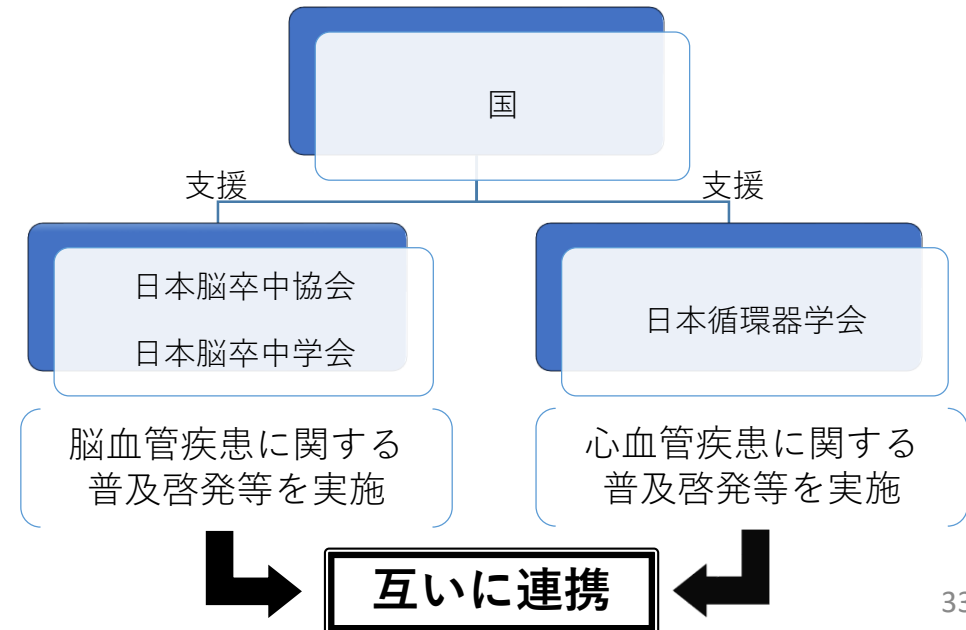 国
支援
支援
日本脳卒中協会
日本脳卒中学会
日本循環器学会
脳血管疾患に関する
普及啓発等を実施
心血管疾患に関する
普及啓発等を実施
互いに連携
33